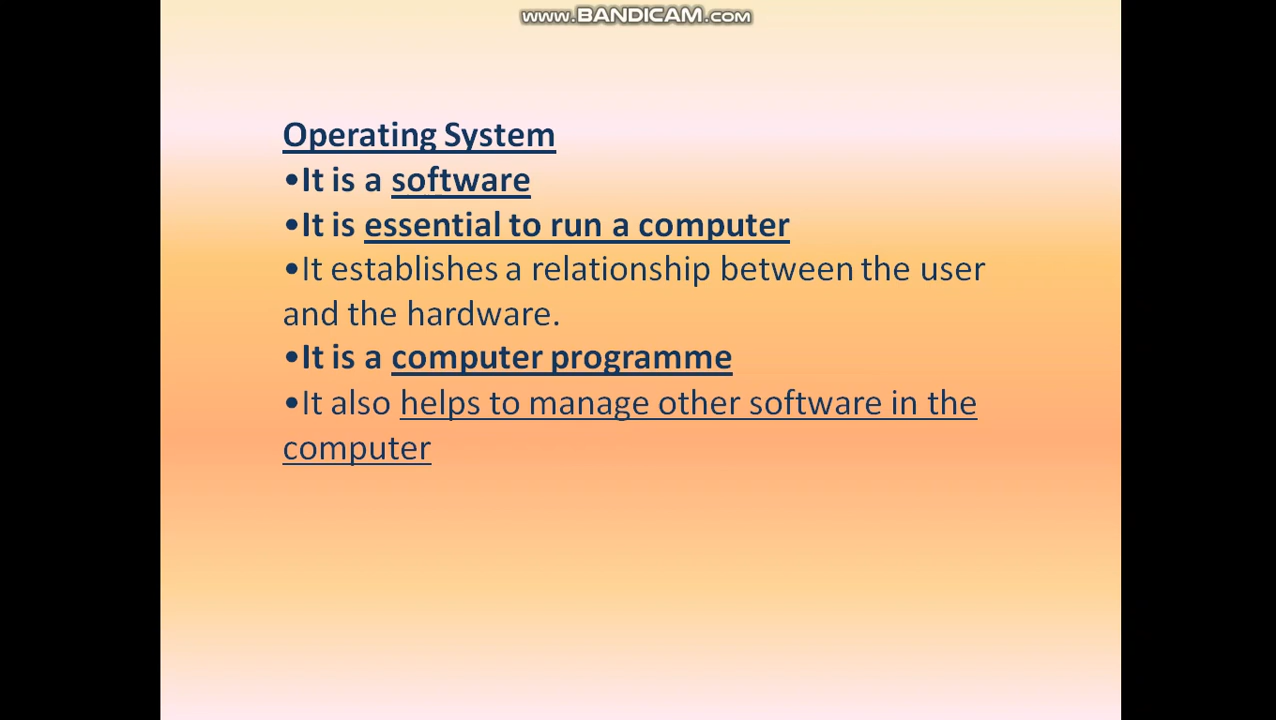 www.BANDICAM.com
Operating System
•It is a software
•It is essential to run a computer
•It establishes a relationship between the user
and the hardware.
•It is a computer programme
•It also helps to manage other software in the
computer